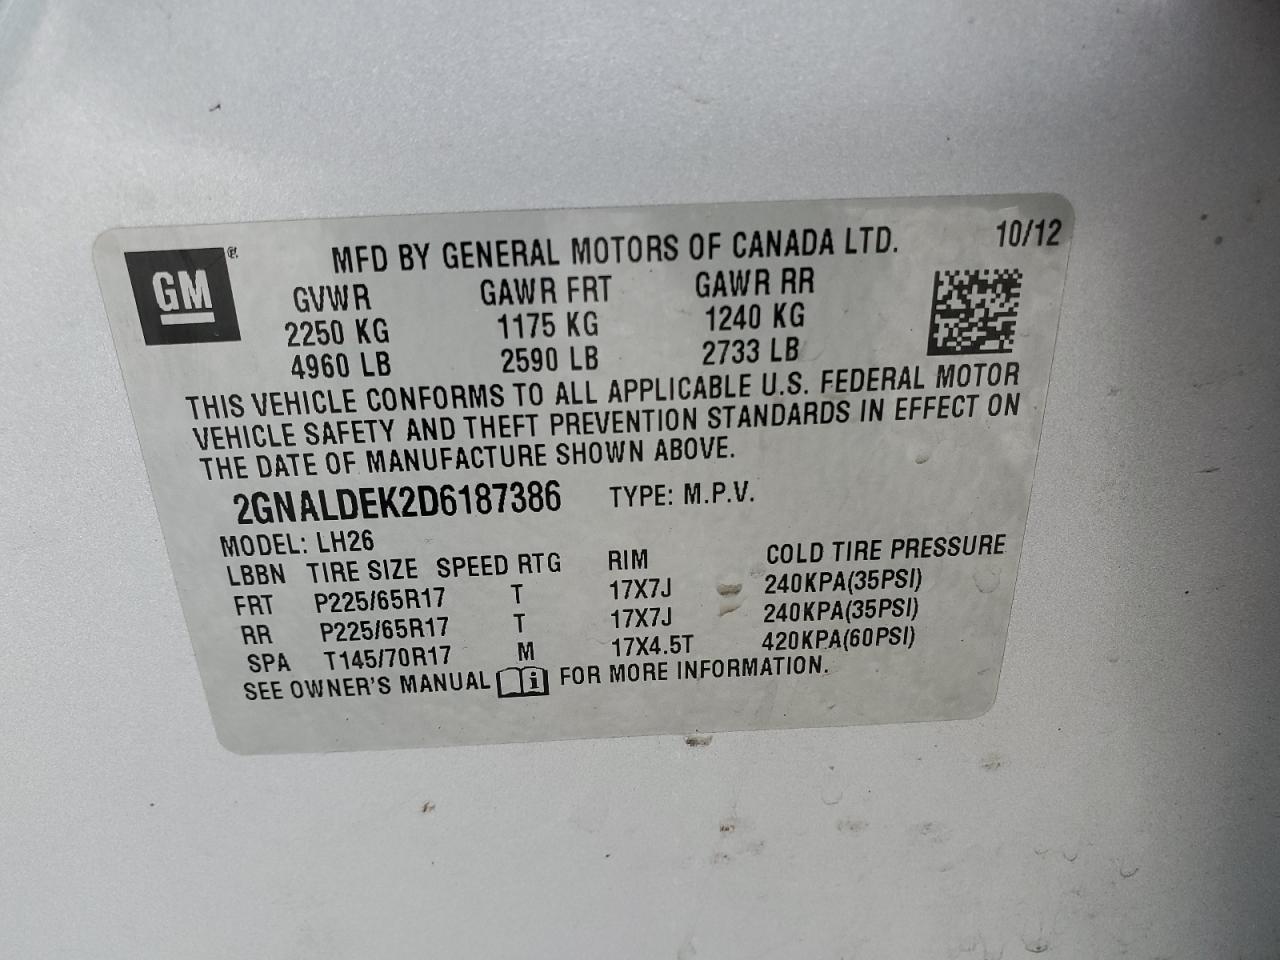 GM
MFD BY GENERAL MOTORS OF CANADA LTD. 10/12
GVWR GAWR FRT GAWR RR
2250 KG 1175 KG 1240 KG
4960 LB 2590 LB 2733 LB
THIS VEHICLE CONFORMS TO ALL APPLICABLE U.S. FEDERAL MOTOR
VEHICLE SAFETY AND THEFT PREVENTION STANDARDS IN EFFECT ON
THE DATE OF MANUFACTURE SHOWN ABOVE.
2GNALDEK2D6187386 TYPE: M.P.V.
MODEL: LH26
LBBN TIRE SIZE SPEED RTG RIM COLD TIRE PRESSURE
FRT P225/65R17 T 17X7J 240KPA(35PSI)
RR P225/65R17 T 17X7J 240KPA(35PSI)
SPA T145/70R17 M 17X4.5T 420KPA(60PSI)
SEE OWNER'S MANUAL i FOR MORE INFORMATION.